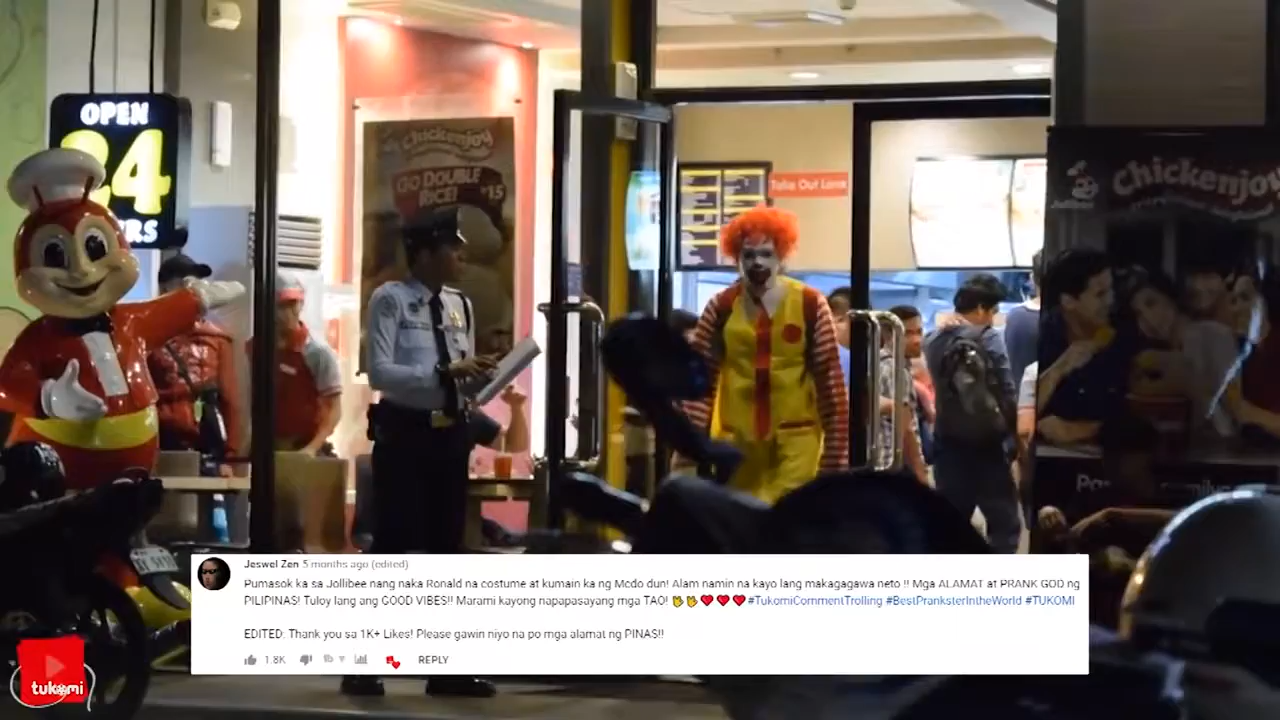 OPEN
24
HRS
Chickenjoy
GO DOUBLE
RICE!
₱15
Take Out Lane
Chickenjoy
Jeswel Zen 5 months ago (edited)
Pumasok ka sa Jollibee nang naka Ronald na costume at kumain ka ng Mcdo dun! Alam namin na kayo lang makagagawa neto !! Mga ALAMAT at PRANK GOD ng
PILIPINAS! Tuloy lang ang GOOD VIBES!! Marami kayong napapasayang mga TAO! 🤟🤟❤❤❤#TukomiCommentTrolling #BestPranksterIntheWorld #TUKOMI
EDITED: Thank you sa 1K+ Likes! Please gawin niyo na po mga alamat ng PINAS!!
1.8K REPLY
tukomi